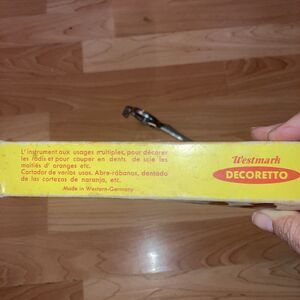 L'instrument aux usages multiples, pour décorer
les radis et pour couper en dents de scie les
moitiés d'oranges etc.
Cortador de varios usos. Abre-rábanos, dentado
de las cortezas de naranja, etc.
Made in Western-Germany
Westmark
DECORETTO